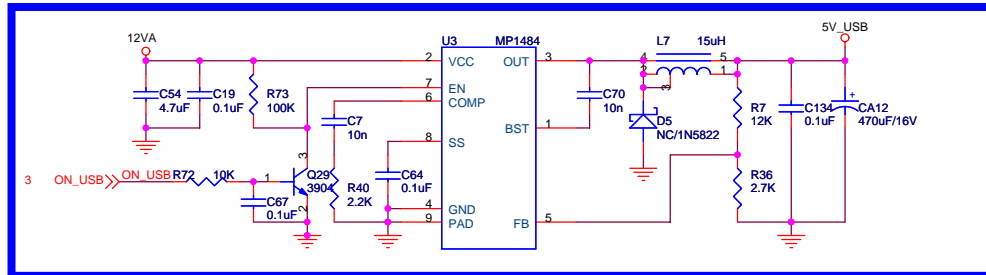 12VA
5V_USB
U3 MP1484
L7 15uH
2 VCC OUT 3
4 5
2 1
3
7 EN
6 COMP
C54
4.7uF
C19
0.1uF
R73
100K
C7
10n
C70
10n
D5
NC/1N5822
R7
12K
C134
0.1uF
+
CA12
470uF/16V
1 BST
8 SS
3
3 ON_USB ON_USB R72 10K
1
Q29
3904
2
C67
0.1uF
R40
2.2K
C64
0.1uF
R36
2.7K
4 GND
9 PAD
FB 5